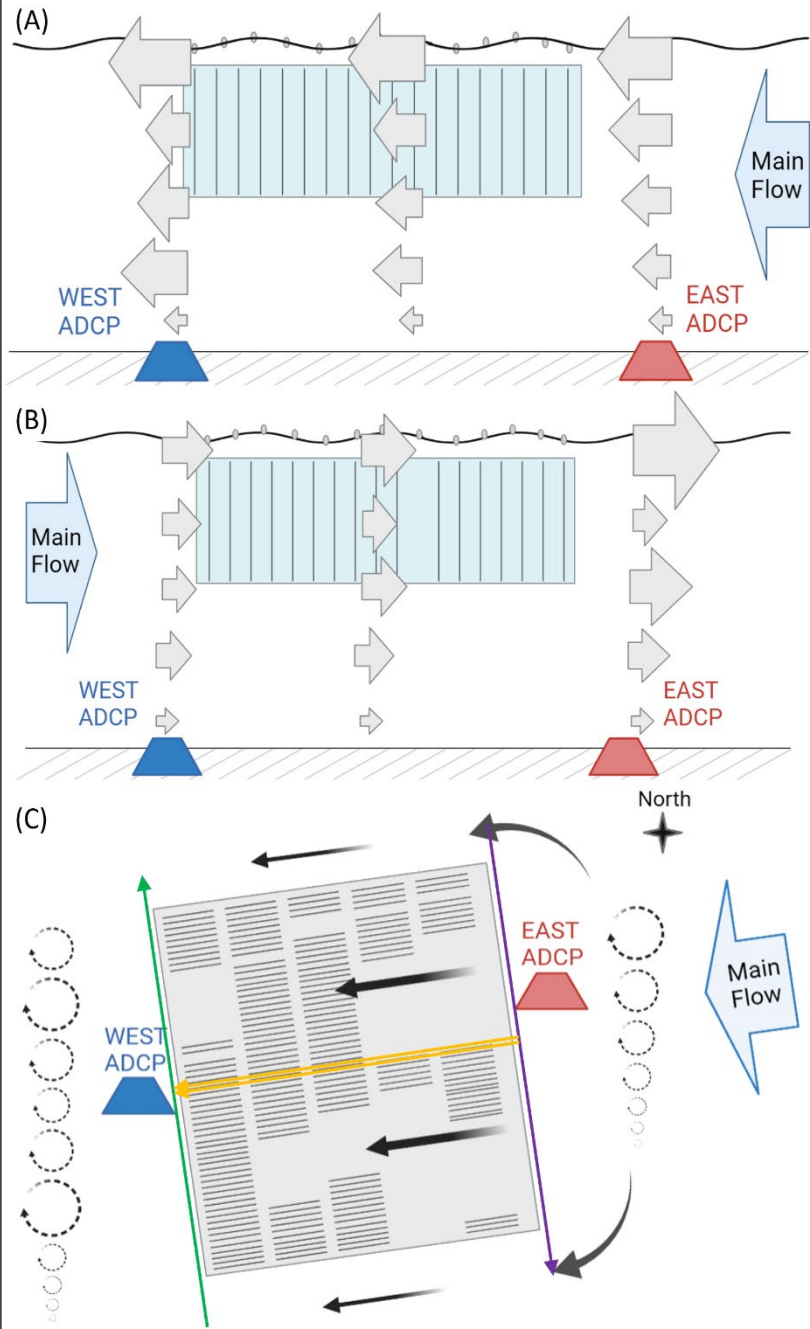 (A)
Main
Flow
WEST
ADCP
EAST
ADCP
(B)
Main
Flow
WEST
ADCP
EAST
ADCP
(C)
North
EAST
ADCP
Main
Flow
WEST
ADCP